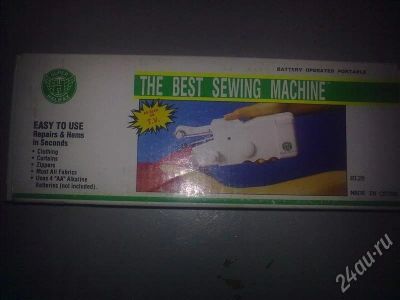 BATTERY OPERATED PORTABLE
THE BEST SEWING MACHINE
EASY TO USE
Repairs & Hems
in Seconds
• Clothing
• Curtains
• Zippers
• Most All Fabrics
• Uses 4 "AA" Alkaline
Batteries (not included).
T.V.
MADE IN CHINA
24au.ru